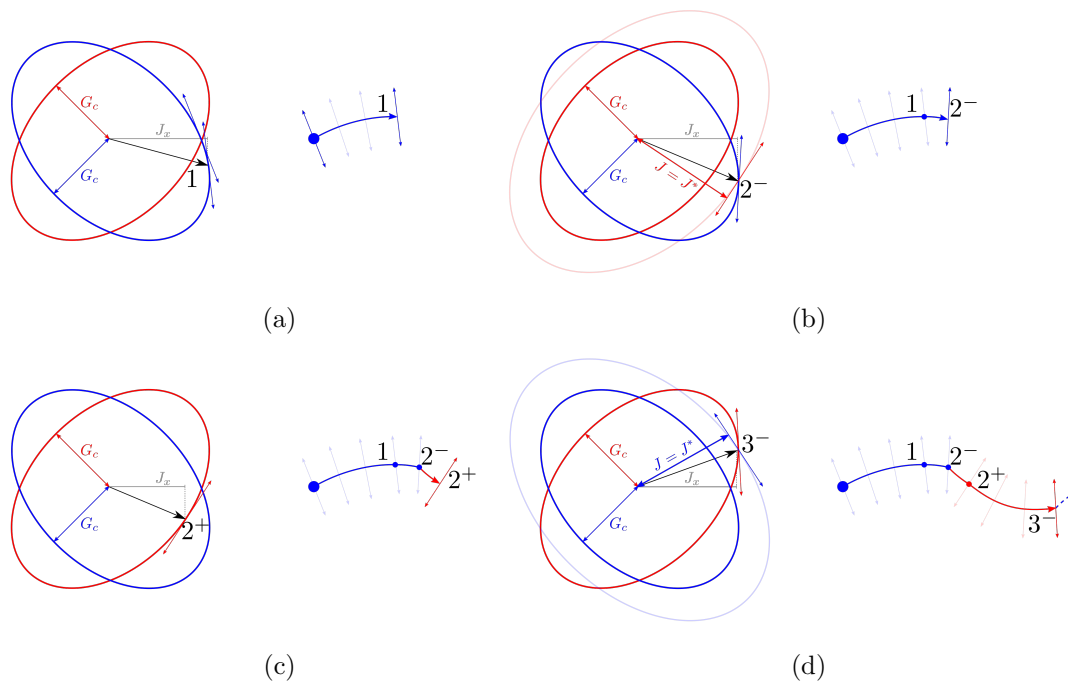 G_c
J_x
G_c
1
1
(a)
G_c
J_x
G_c
J = J*
2⁻
1
2⁻
(b)
G_c
J_x
G_c
2⁺
1
2⁻
2⁺
(c)
G_c
J = J*
J_x
G_c
3⁻
1
2⁻
2⁺
3⁻
(d)